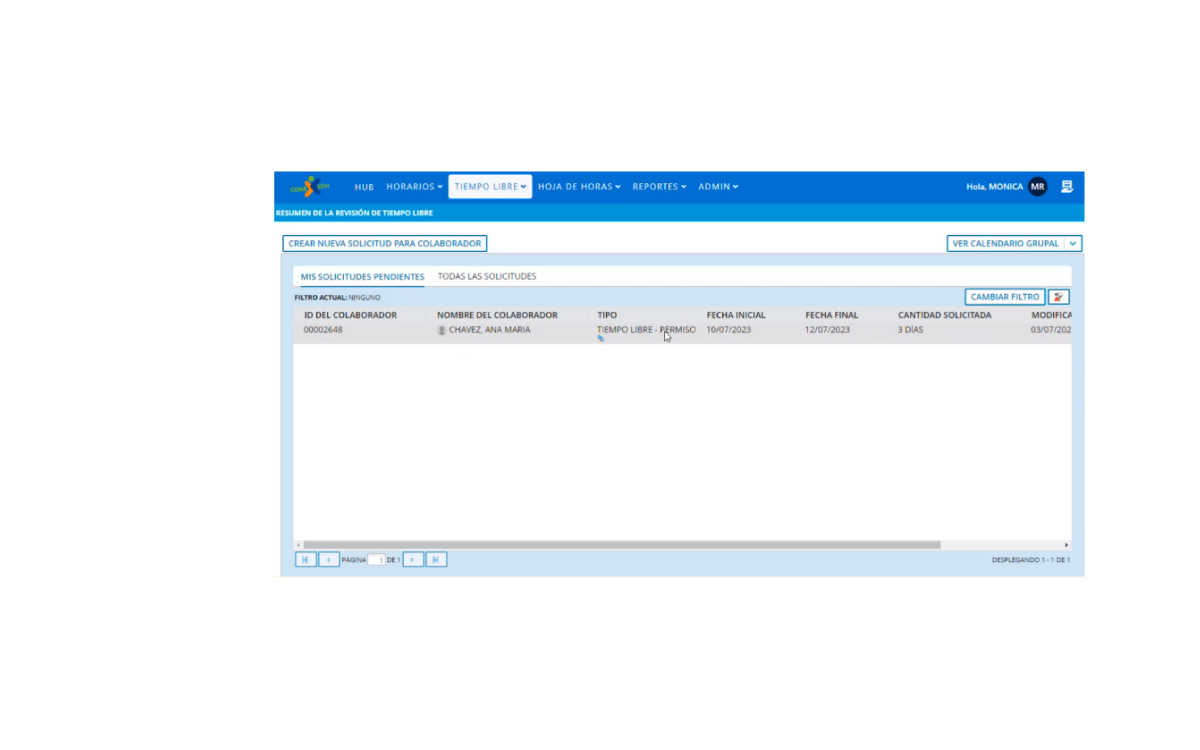 HUB HORARIOS TIEMPO LIBRE HOJA DE HORAS REPORTES ADMIN Hola, MONICA MR
RESUMEN DE LA REVISIÓN DE TIEMPO LIBRE
CREAR NUEVA SOLICITUD PARA COLABORADOR VER CALENDARIO GRUPAL
MIS SOLICITUDES PENDIENTES TODAS LAS SOLICITUDES
FILTRO ACTUAL: NINGUNO CAMBIAR FILTRO
ID DEL COLABORADOR NOMBRE DEL COLABORADOR TIPO FECHA INICIAL FECHA FINAL CANTIDAD SOLICITADA MODIFICA
00002648 CHAVEZ, ANA MARIA TIEMPO LIBRE - PERMISO 10/07/2023 12/07/2023 3 DÍAS 03/07/202
PÁGINA 1 DE 1 DESPLEGANDO 1 - 1 DE 1